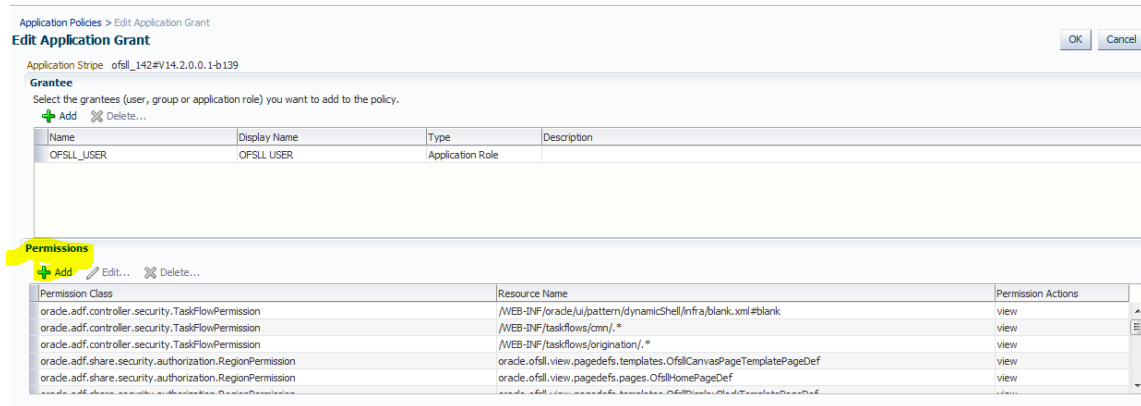 Application Policies > Edit Application Grant
Edit Application Grant
OK Cancel
Application Stripe ofsll_142#V14.2.0.0.1-b139
Grantee
Select the grantees (user, group or application role) you want to add to the policy.
Add Delete...
Name Display Name Type Description
OFSLL_USER OFSLL USER Application Role
Permissions
Add Edit... Delete...
Permission Class Resource Name Permission Actions
oracle.adf.controller.security.TaskFlowPermission /WEB-INF/oracle/ui/pattern/dynamicShell/infra/blank.xml#blank view
oracle.adf.controller.security.TaskFlowPermission /WEB-INF/taskflows/cmn/.* view
oracle.adf.controller.security.TaskFlowPermission /WEB-INF/taskflows/origination/.* view
oracle.adf.share.security.authorization.RegionPermission oracle.ofsll.view.pagedefs.templates.OfsllCanvasPageTemplatePageDef view
oracle.adf.share.security.authorization.RegionPermission oracle.ofsll.view.pagedefs.pages.OfsllHomePageDef view